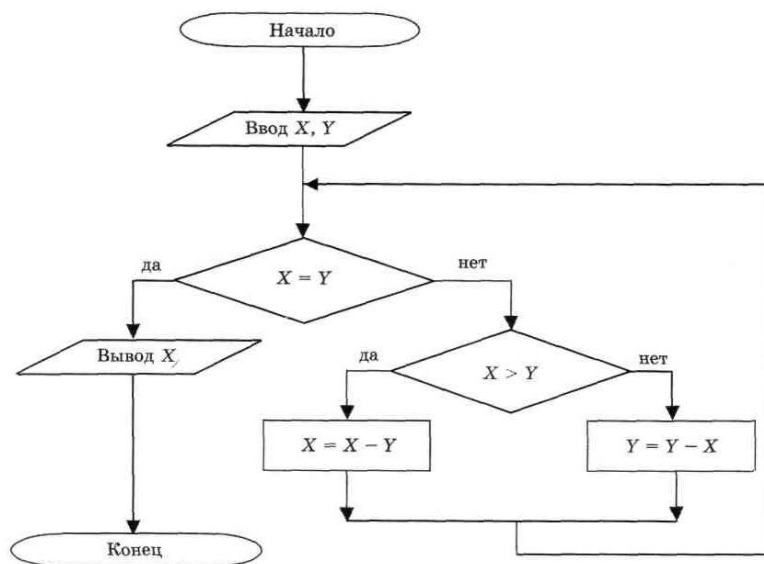 Начало
Ввод X, Y
X = Y
да
нет
Вывод X
X > Y
да
нет
X = X − Y
Y = Y − X
Конец